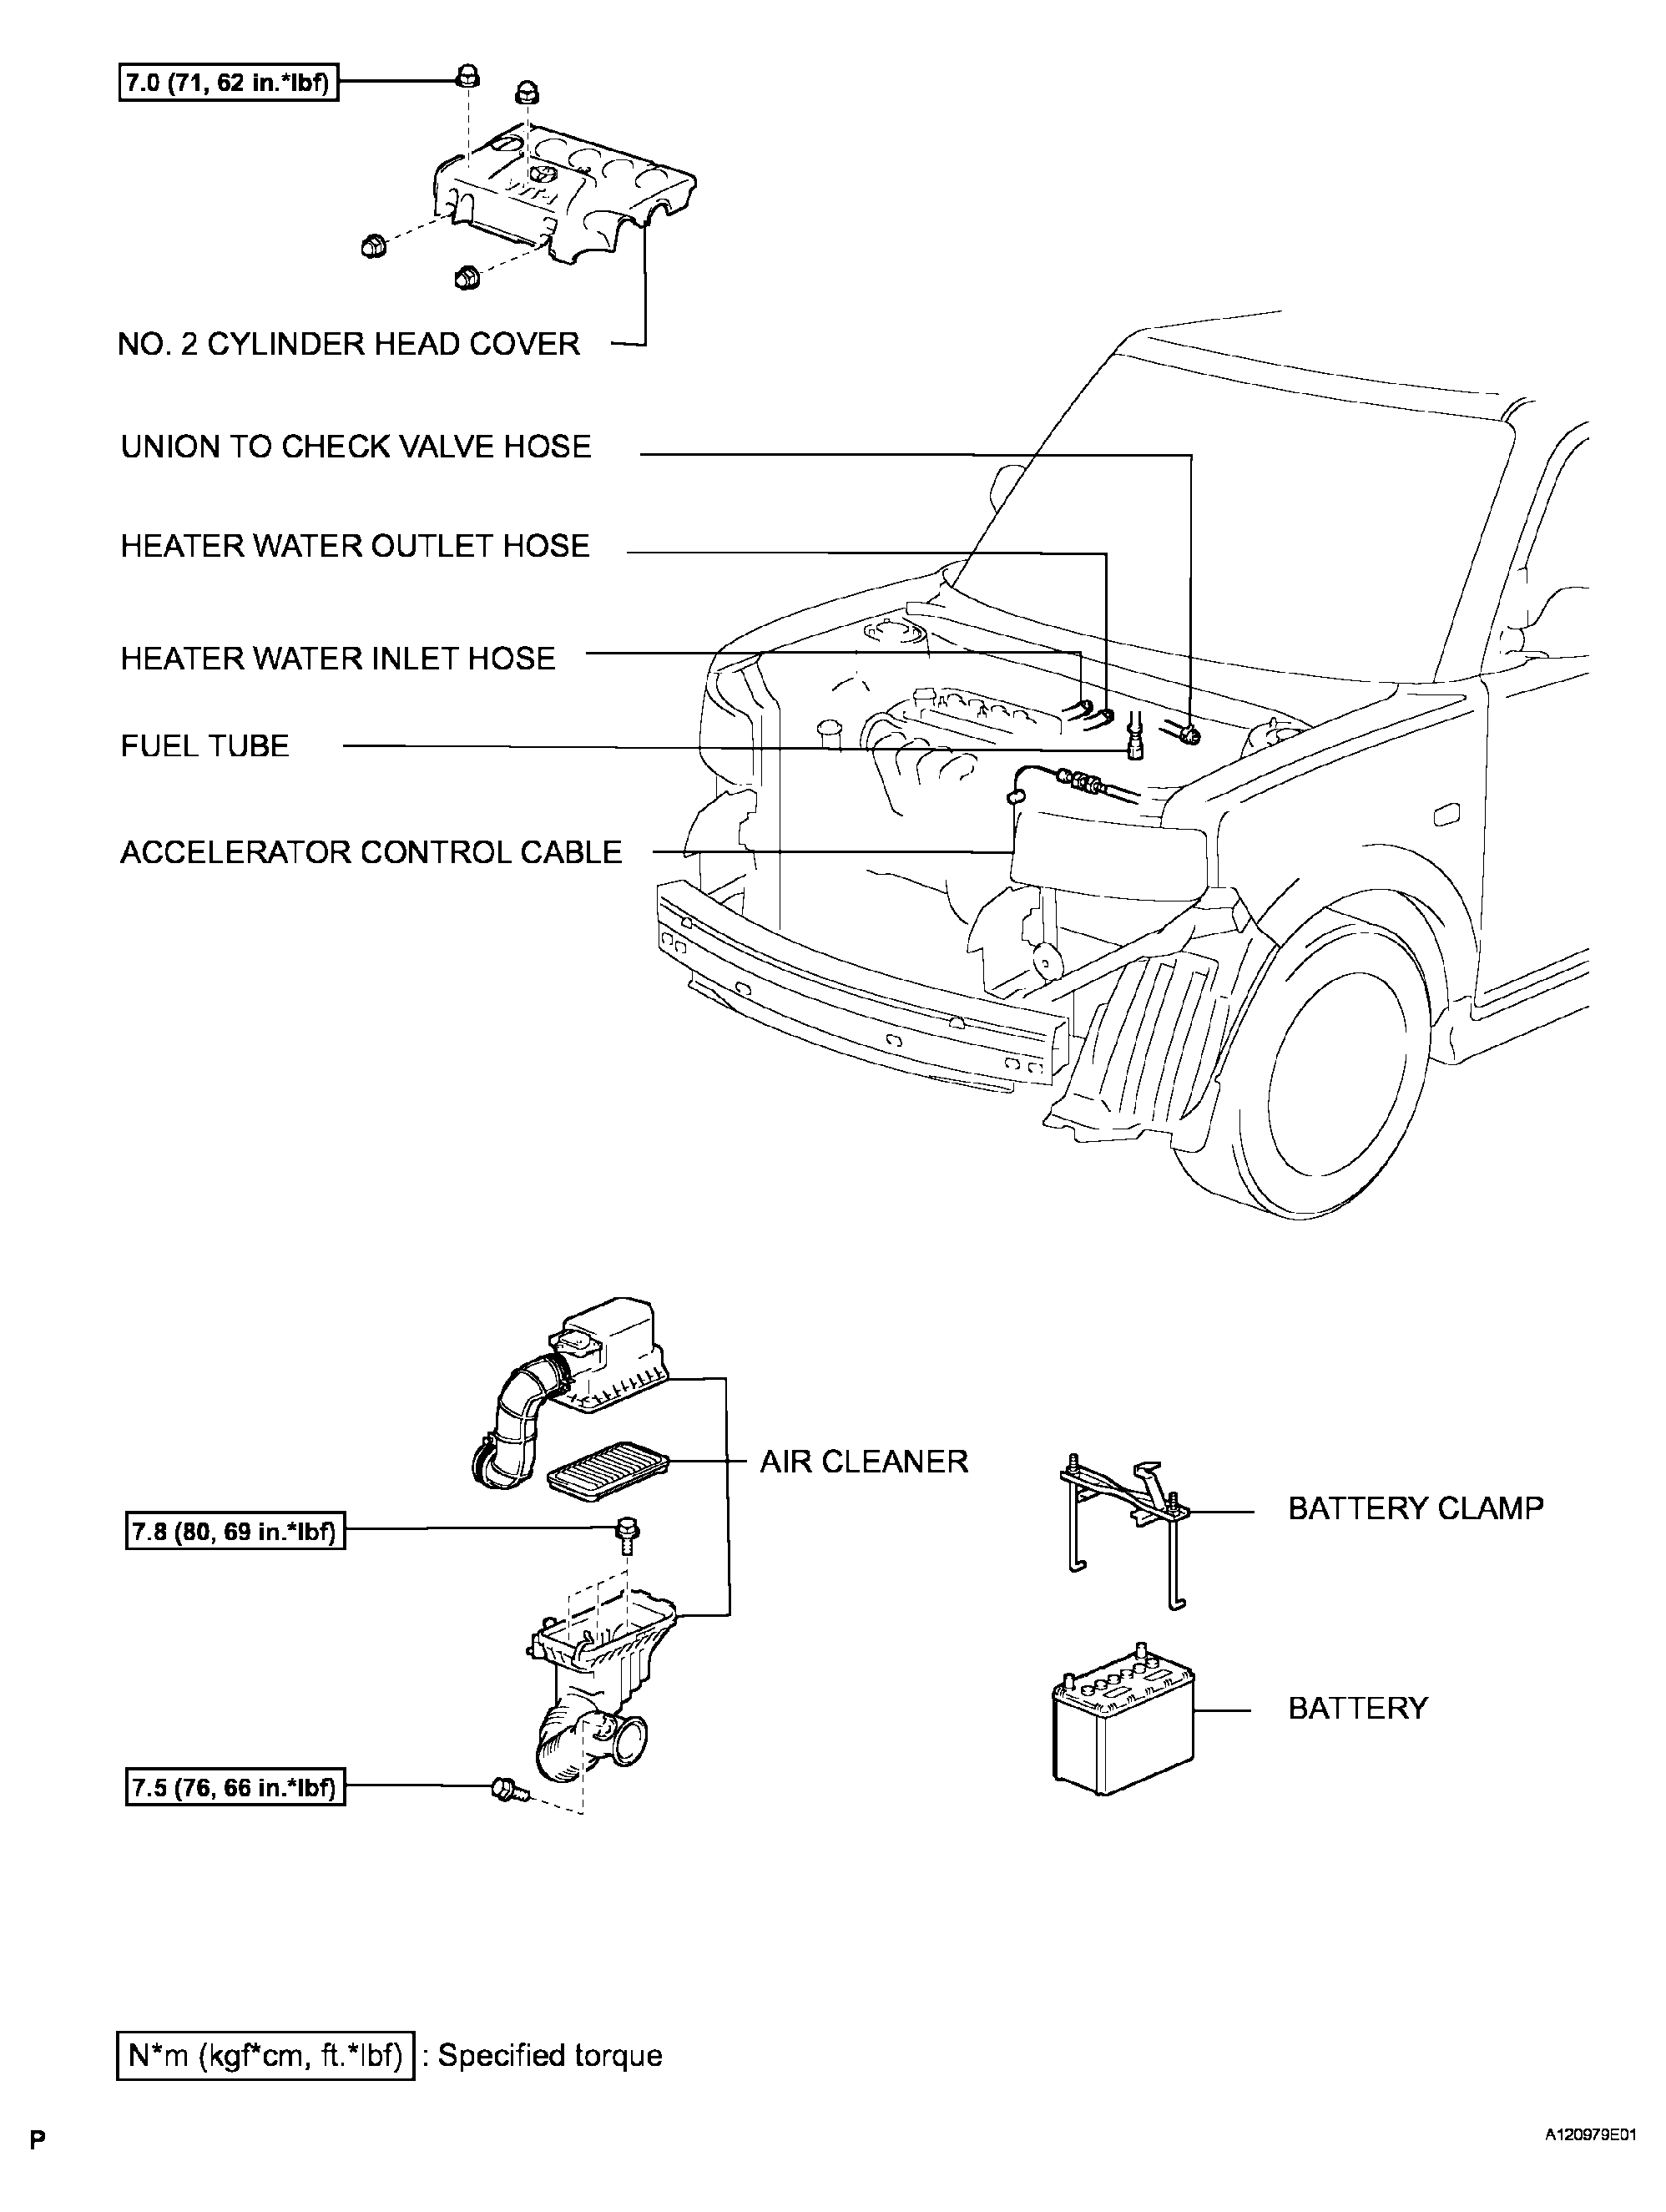 7.0 (71, 62 in.*lbf)
VVT-i
NO. 2 CYLINDER HEAD COVER
UNION TO CHECK VALVE HOSE
HEATER WATER OUTLET HOSE
HEATER WATER INLET HOSE
FUEL TUBE
ACCELERATOR CONTROL CABLE
AIR CLEANER
7.8 (80, 69 in.*lbf)
BATTERY CLAMP
BATTERY
7.5 (76, 66 in.*lbf)
N*m (kgf*cm, ft.*lbf) : Specified torque
P
A120979E01